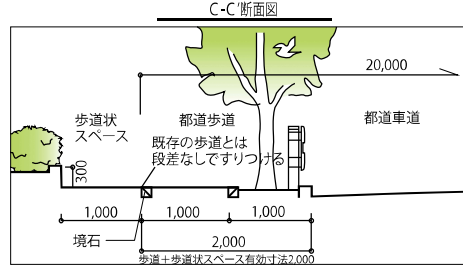 C-C'断面図
20,000
歩道状
スペース
都道歩道
都道車道
既存の歩道とは
段差なしですりつける
300
1,000
1,000
1,000
境石
2,000
歩道+歩道状スペース有効寸法2,000